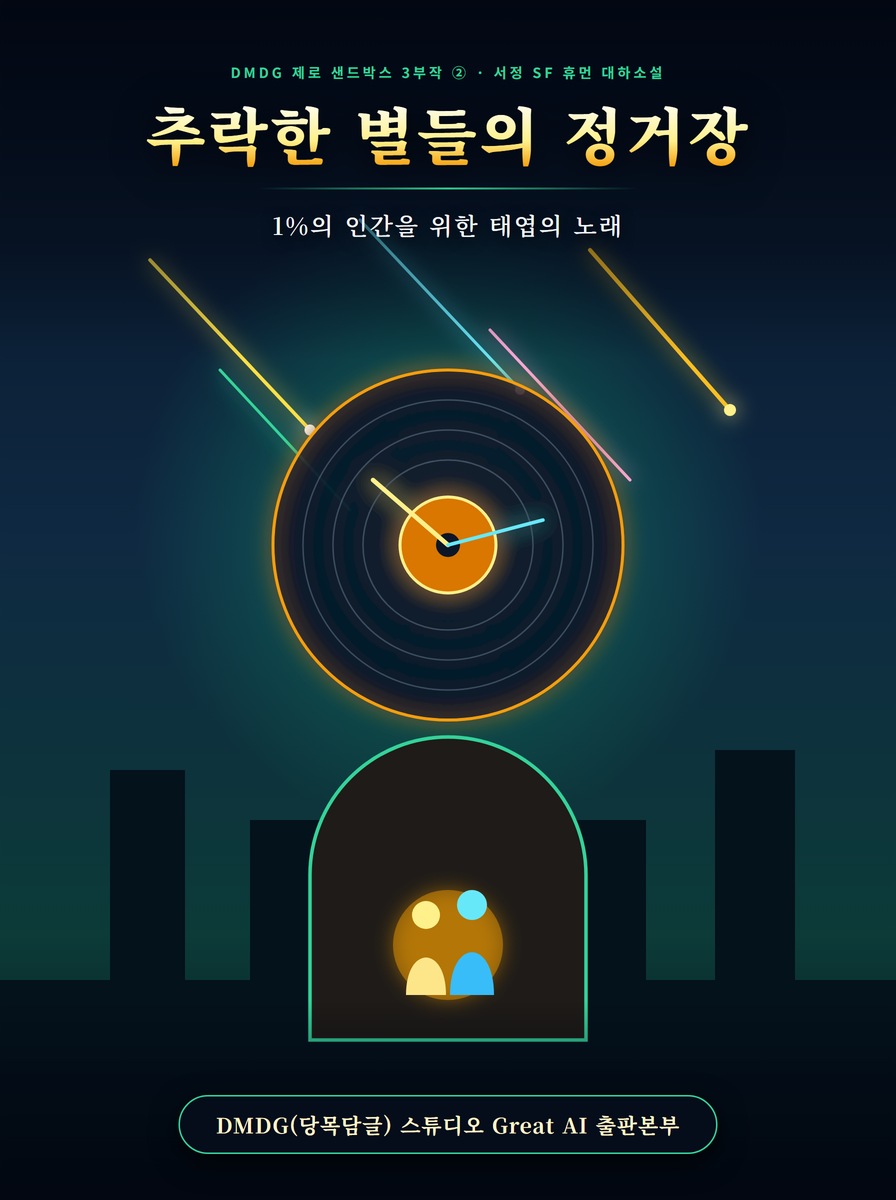 DMDG 제로 샌드박스 3부작 ② · 서정 SF 휴먼 대하소설
추락한 별들의 정거장
1%의 인간을 위한 태엽의 노래
DMDG(당목담글) 스튜디오 Great AI 출판본부